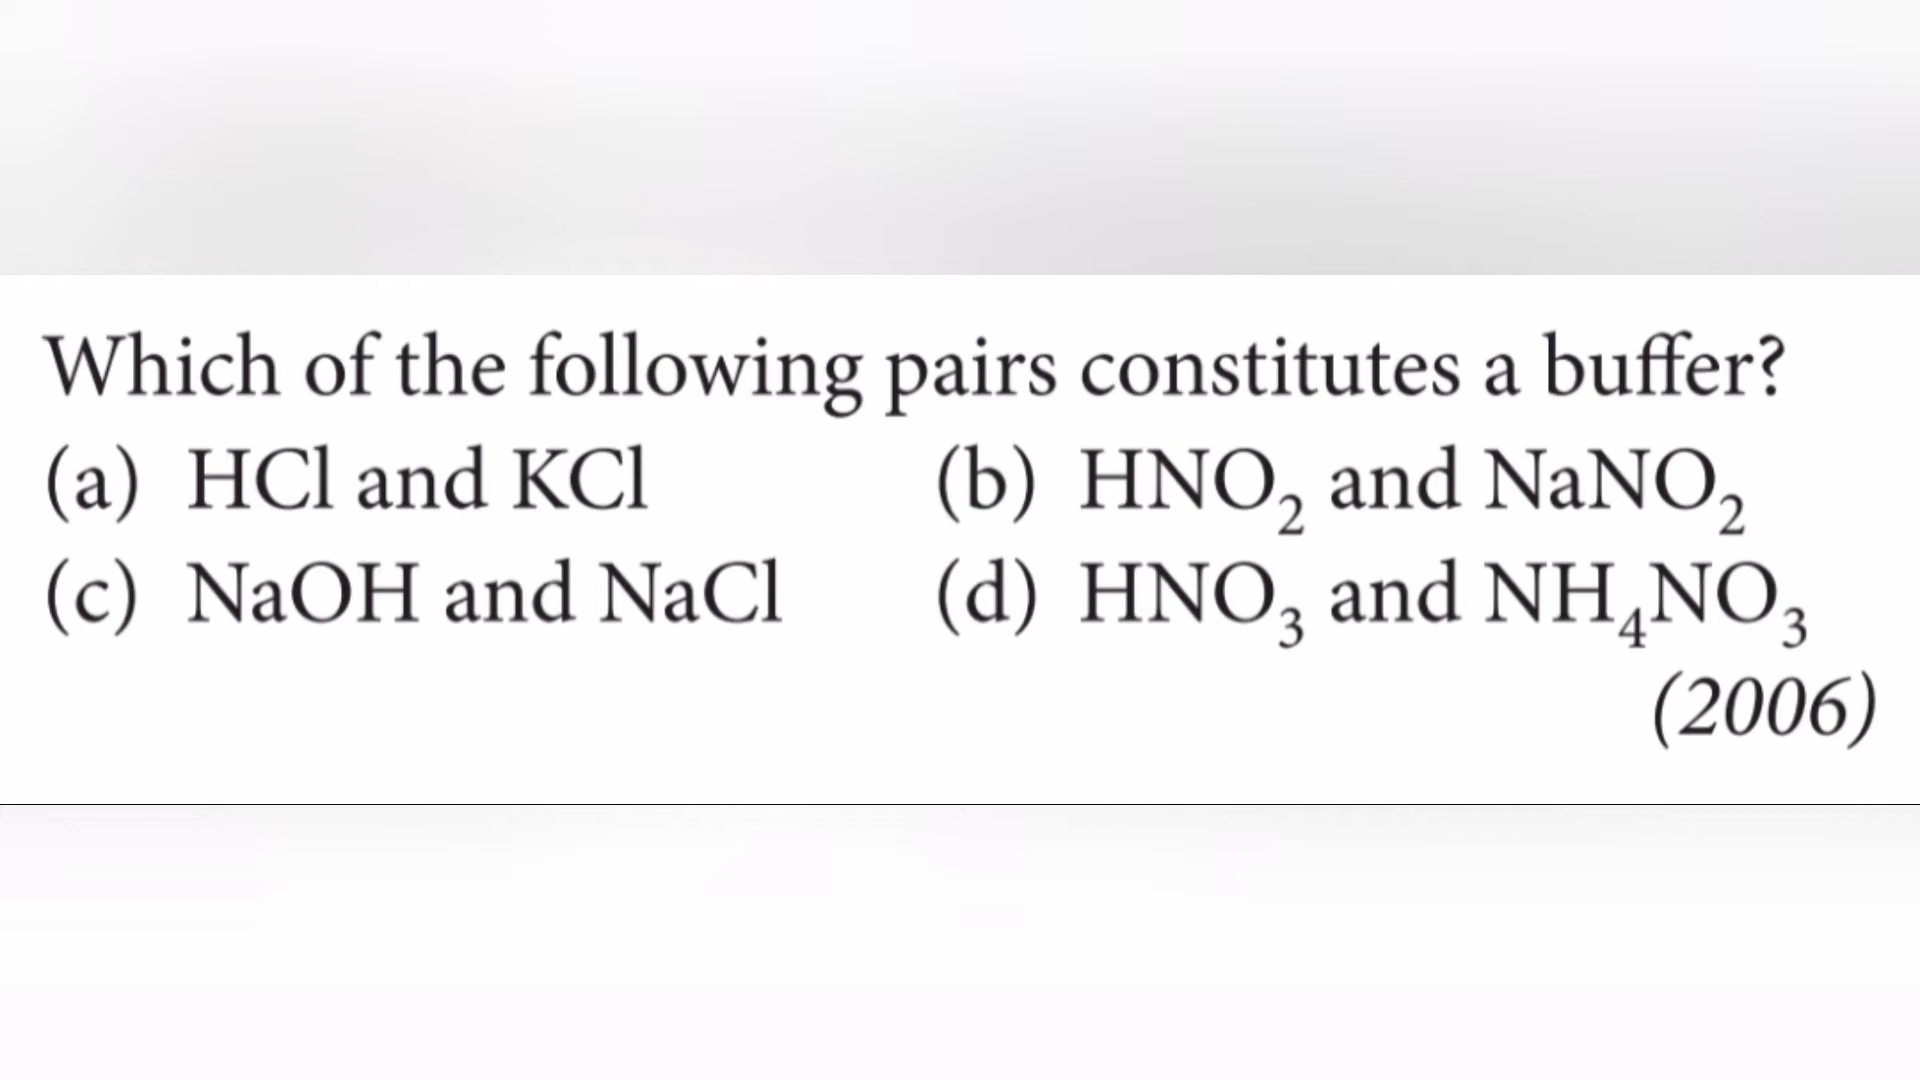 Which of the following pairs constitutes a buffer?
(a) HCl and KCl (b) HNO₂ and NaNO₂
(c) NaOH and NaCl (d) HNO₃ and NH₄NO₃
(2006)